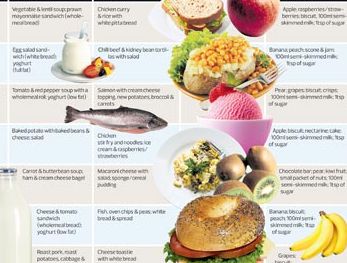 Vegetable & lentil soup; prawn
mayonnaise sandwich (whole-
meal bread)
Chicken curry
& rice with
white pitta bread
Apple; raspberries/straw-
berries; biscuit; 100ml semi-
skimmed milk; 1tsp of sugar
Egg salad sand-
wich (white bread);
yoghurt
(full fat)
Chilli beef & kidney bean tortil-
las with salad
Banana; peach; scone & jam;
100ml semi-skimmed milk;
1tsp of sugar
Tomato & red pepper soup with a
wholemeal roll; yoghurt (low fat)
Salmon with cream cheese
topping, new potatoes, broccoli &
carrots
Pear; grapes; biscuit; crisps;
100ml semi-skimmed milk; 1tsp
of sugar
Baked potato with baked beans &
cheese; salad
Chicken
stir fry and noodles; ice
cream & raspberries/
strawberries
Apple; biscuit; nectarine; cake;
100ml semi-skimmed milk; 1tsp
of sugar
Carrot & butterbean soup,
ham & cream cheese bagel
Macaroni cheese with
salad; sponge/cereal
pudding
Chocolate bar; pear; kiwi fruit;
small packet of nuts; 100ml
semi-skimmed milk; 1tsp of
sugar
Cheese & tomato
sandwich
(wholemeal bread);
yoghurt (low fat)
Fish, oven chips & peas; white
bread & spread
Banana; biscuit;
peach; 100ml semi-
skimmed milk; 1tsp
of sugar
Roast pork, roast
potatoes, cabbage &
Cheese toastie
with white bread
Grapes;